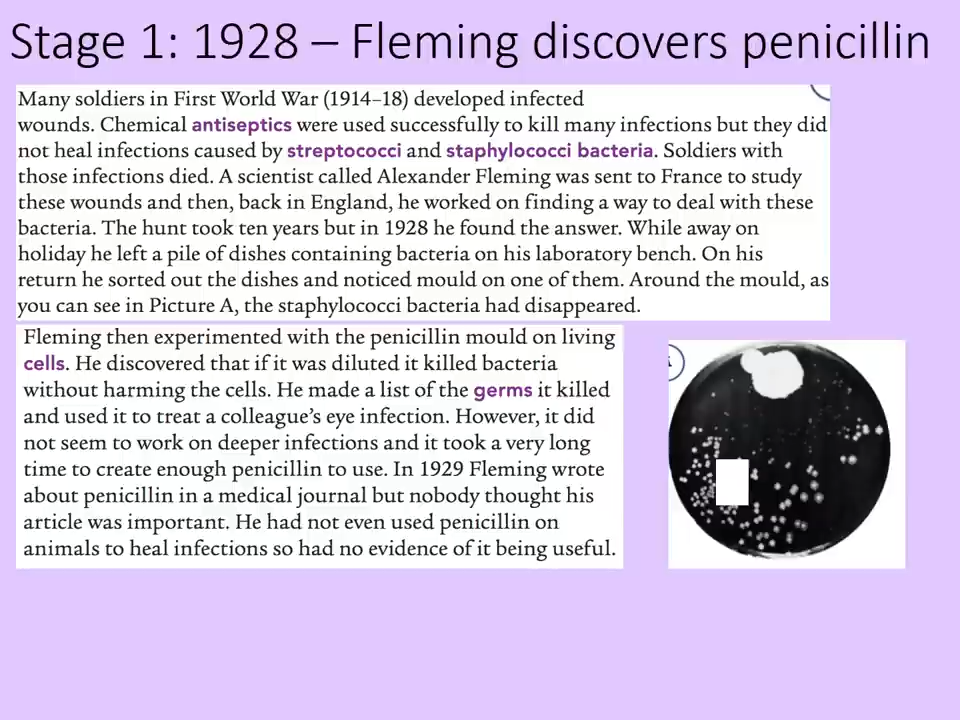 Stage 1: 1928 – Fleming discovers penicillin
Many soldiers in First World War (1914–18) developed infected
wounds. Chemical antiseptics were used successfully to kill many infections but they did
not heal infections caused by streptococci and staphylococci bacteria. Soldiers with
those infections died. A scientist called Alexander Fleming was sent to France to study
these wounds and then, back in England, he worked on finding a way to deal with these
bacteria. The hunt took ten years but in 1928 he found the answer. While away on
holiday he left a pile of dishes containing bacteria on his laboratory bench. On his
return he sorted out the dishes and noticed mould on one of them. Around the mould, as
you can see in Picture A, the staphylococci bacteria had disappeared.
Fleming then experimented with the penicillin mould on living
cells. He discovered that if it was diluted it killed bacteria
without harming the cells. He made a list of the germs it killed
and used it to treat a colleague's eye infection. However, it did
not seem to work on deeper infections and it took a very long
time to create enough penicillin to use. In 1929 Fleming wrote
about penicillin in a medical journal but nobody thought his
article was important. He had not even used penicillin on
animals to heal infections so had no evidence of it being useful.